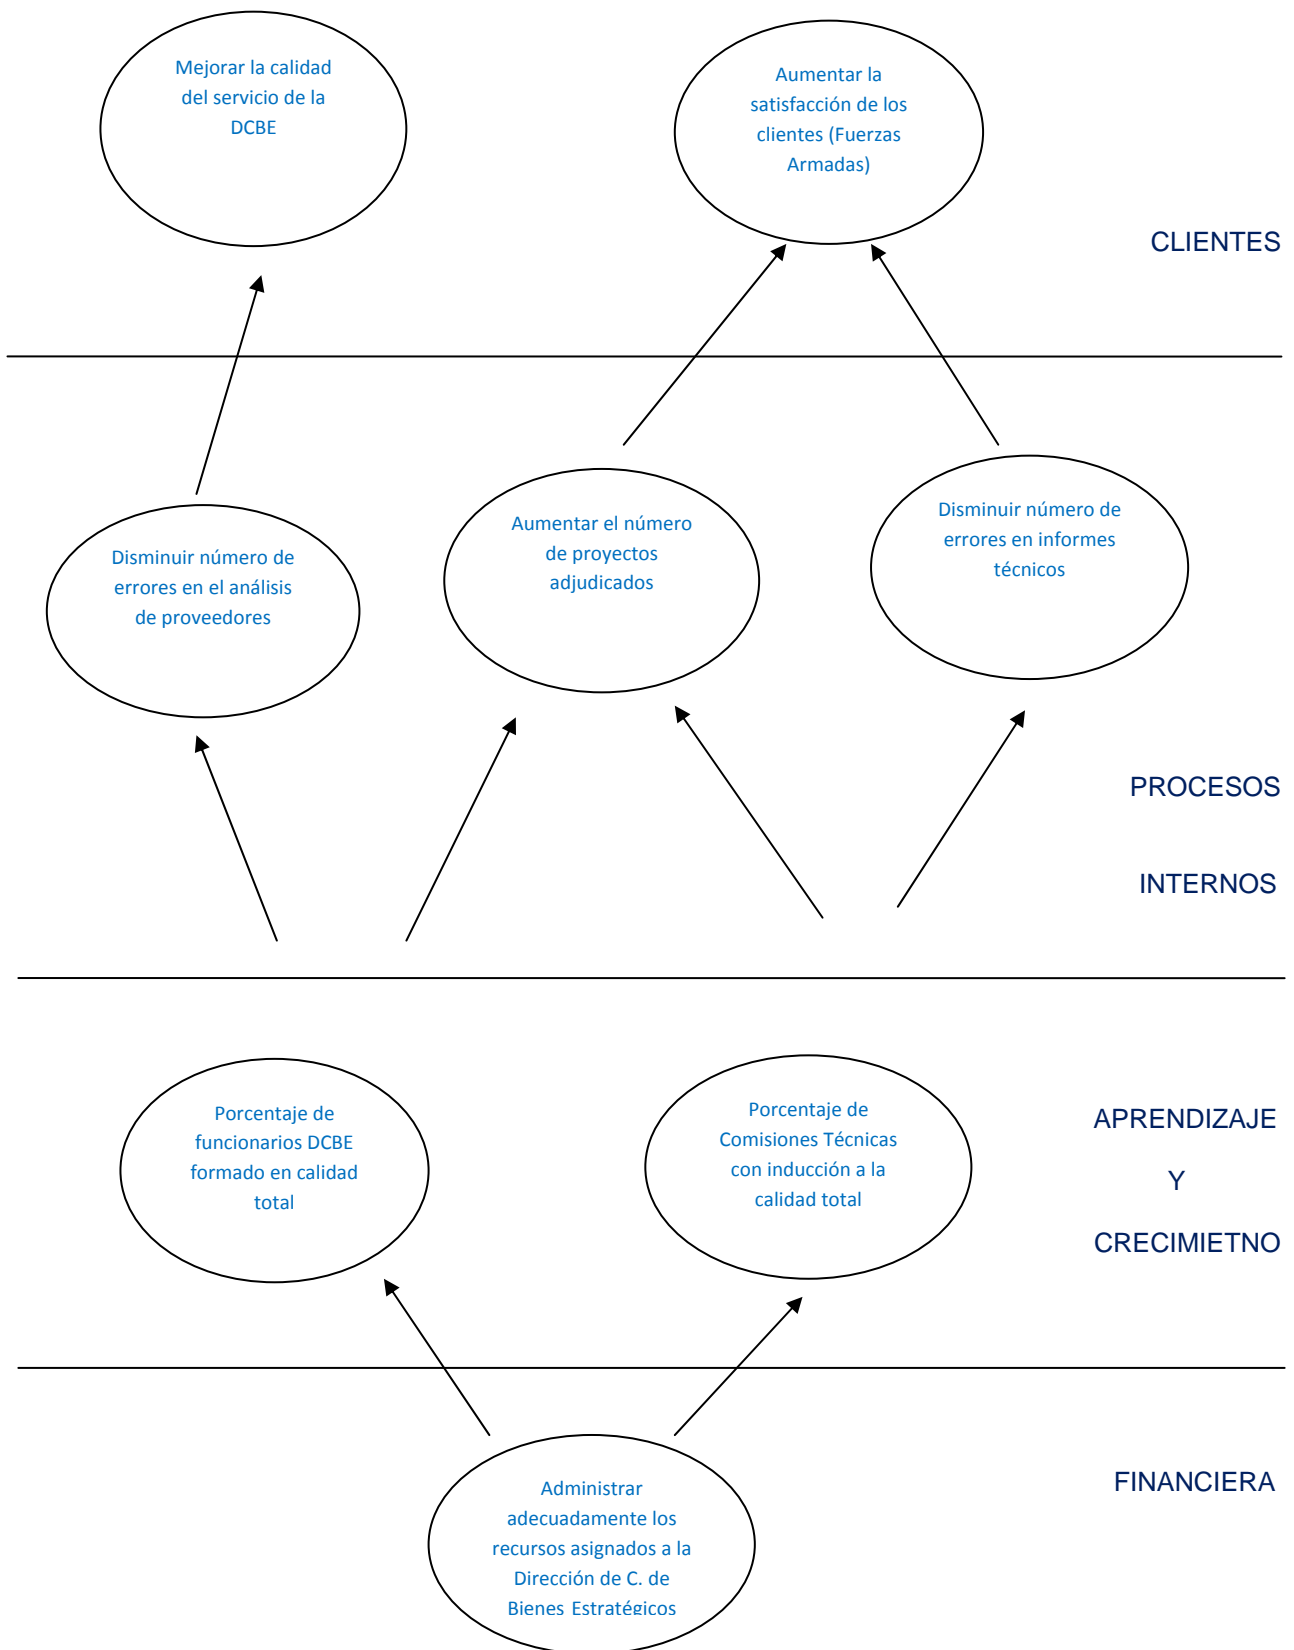 Mejorar la calidad
del servicio de la
DCBE
Aumentar la
satisfacción de los
clientes (Fuerzas
Armadas)
CLIENTES
Disminuir número de
errores en el análisis
de proveedores
Aumentar el número
de proyectos
adjudicados
Disminuir número de
errores en informes
técnicos
PROCESOS
INTERNOS
Porcentaje de
funcionarios DCBE
formado en calidad
total
Porcentaje de
Comisiones Técnicas
con inducción a la
calidad total
APRENDIZAJE
Y
CRECIMIETNO
Administrar
adecuadamente los
recursos asignados a la
Dirección de C. de
Bienes Estratégicos
FINANCIERA